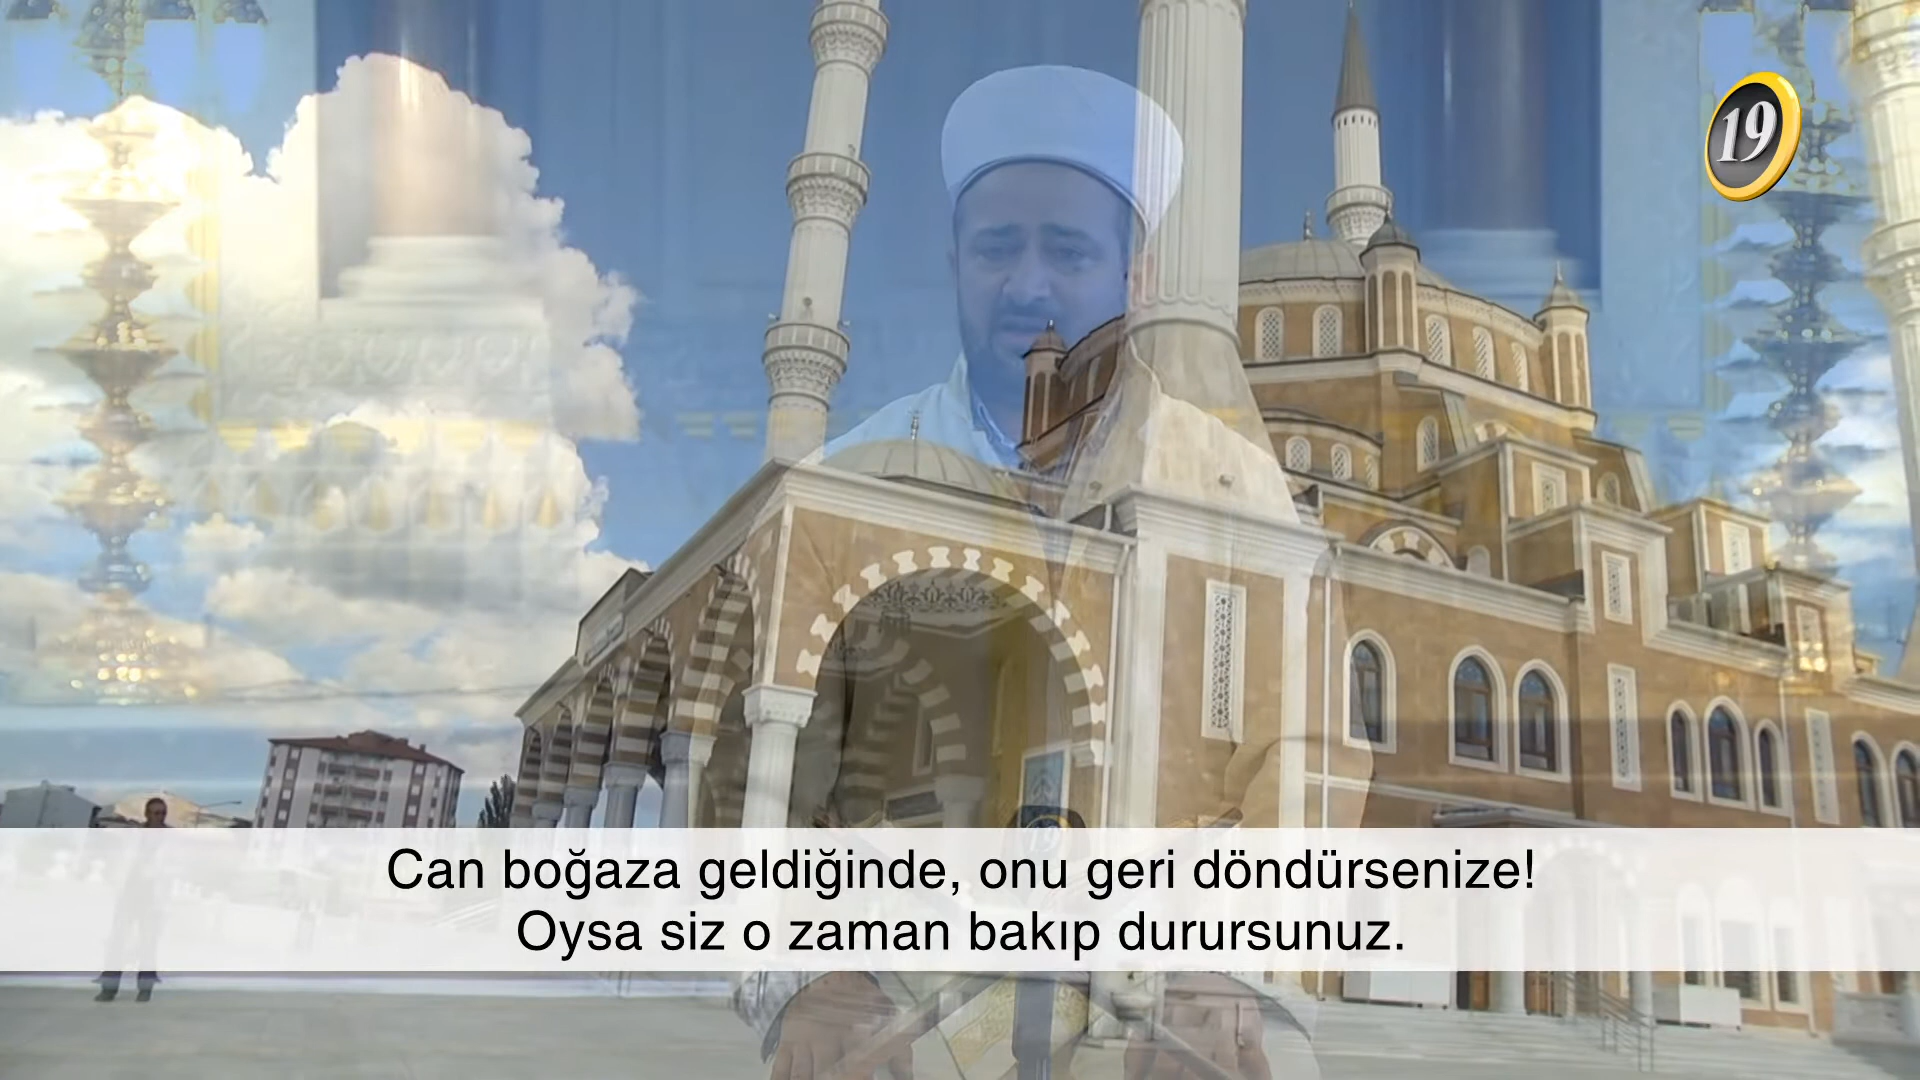 19
Can boğaza geldiğinde, onu geri döndürsenize!
Oysa siz o zaman bakıp durursunuz.